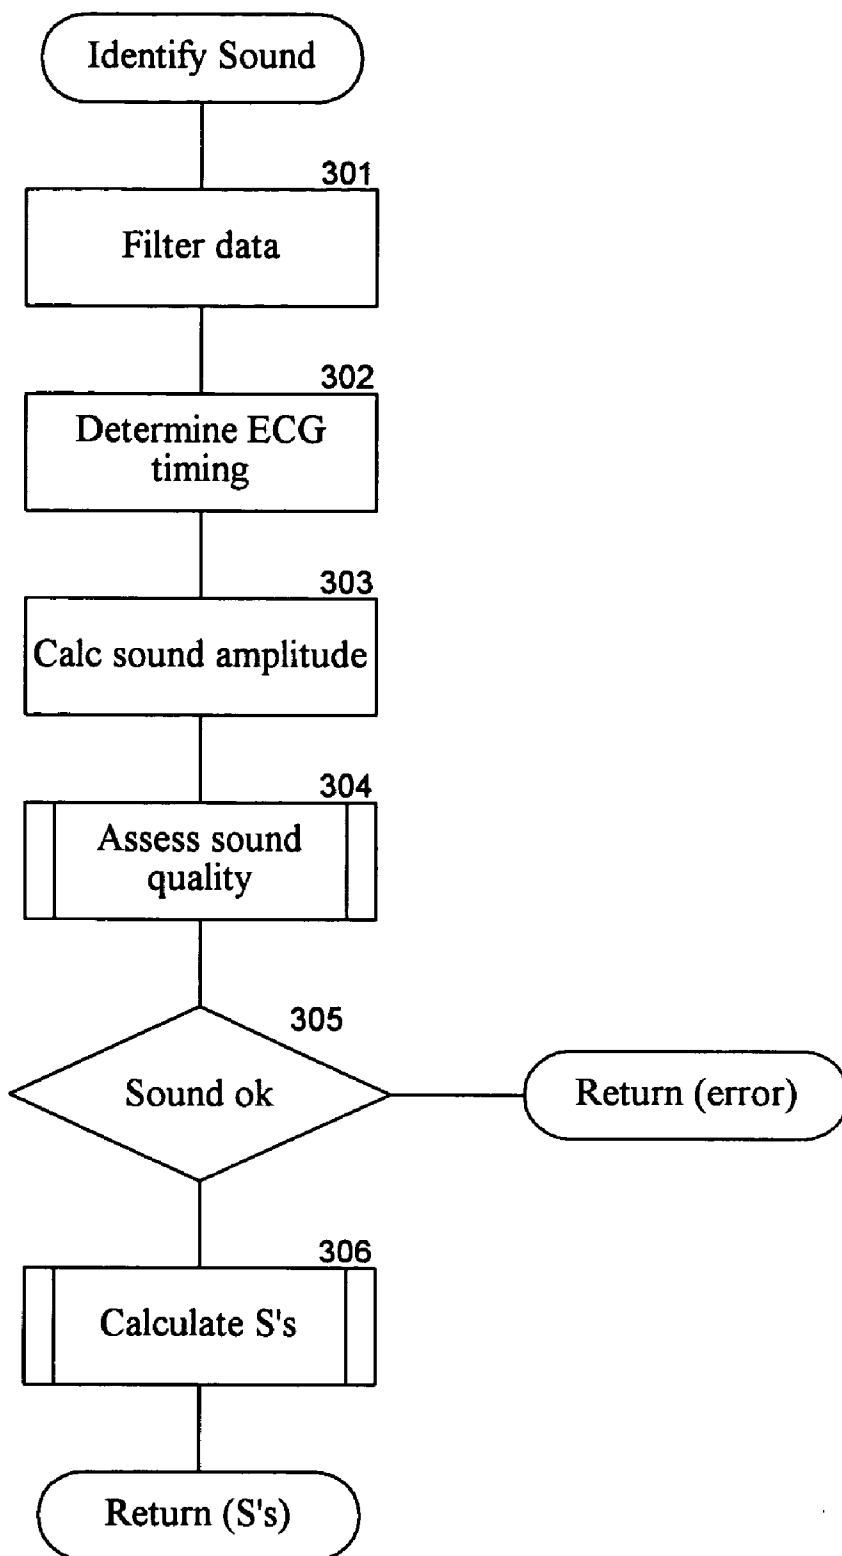 Identify Sound
301
Filter data
302
Determine ECG
timing
303
Calc sound amplitude
304
Assess sound
quality
305
Sound ok
Return (error)
306
Calculate S's
Return (S's)